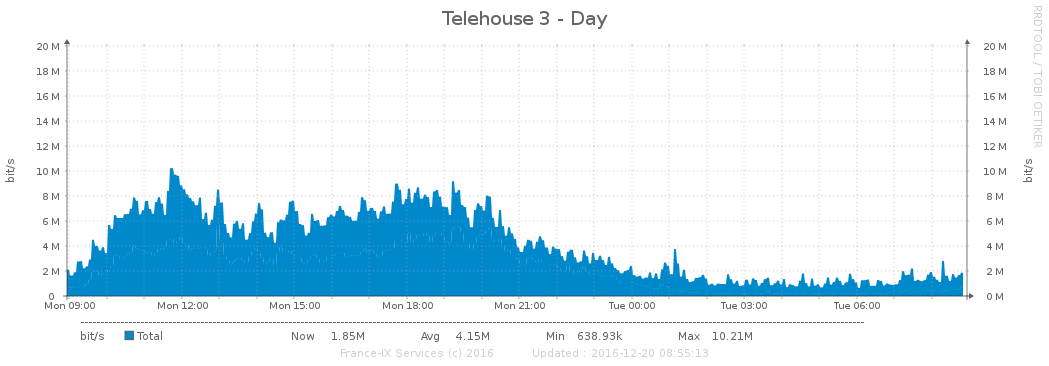 Telehouse 3 - Day
RRDTOOL / TOBI OETIKER
bit/s
bit/s
20 M 20 M
18 M 18 M
16 M 16 M
14 M 14 M
12 M 12 M
10 M 10 M
8 M 8 M
6 M 6 M
4 M 4 M
2 M 2 M
0 0 M
Mon 09:00 Mon 12:00 Mon 15:00 Mon 18:00 Mon 21:00 Tue 00:00 Tue 03:00 Tue 06:00
bit/s Total Now 1.85M Avg 4.15M Min 638.93k Max 10.21M
France-IX Services (c) 2016 Updated : 2016-12-20 08:55:13